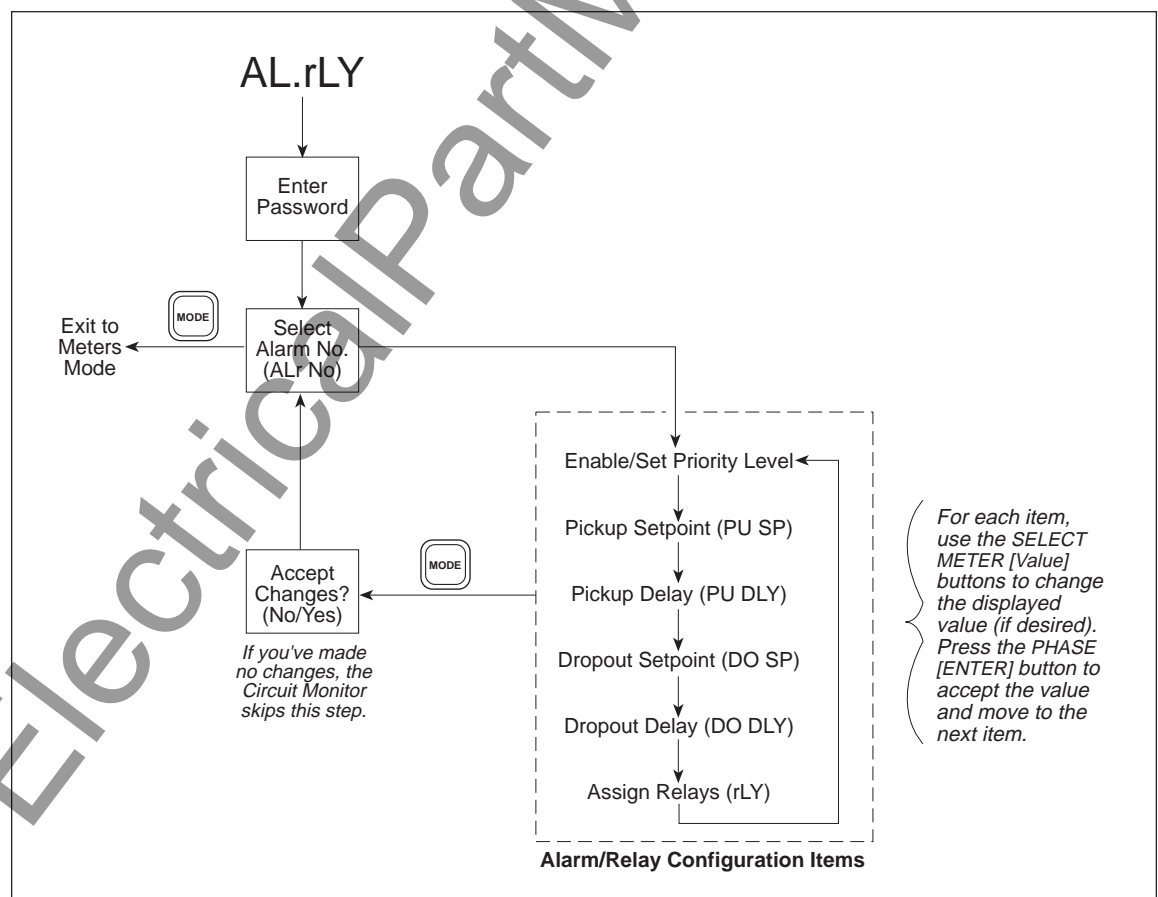 AL.rLY
Enter
Password
MODE
Exit to
Meters
Mode
Select
Alarm No.
(ALr No)
Enable/Set Priority Level
Pickup Setpoint (PU SP)
Pickup Delay (PU DLY)
Dropout Setpoint (DO SP)
Dropout Delay (DO DLY)
Assign Relays (rLY)
Alarm/Relay Configuration Items
MODE
Accept
Changes?
(No/Yes)
If you've made
no changes, the
Circuit Monitor
skips this step.
For each item,
use the SELECT
METER [Value]
buttons to change
the displayed
value (if desired).
Press the PHASE
[ENTER] button to
accept the value
and move to the
next item.
ElectricalPartM